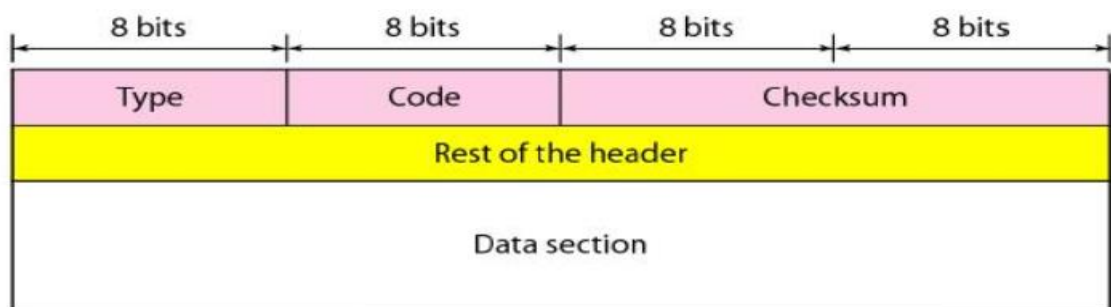 8 bits 8 bits 8 bits 8 bits
Type Code Checksum
Rest of the header
Data section